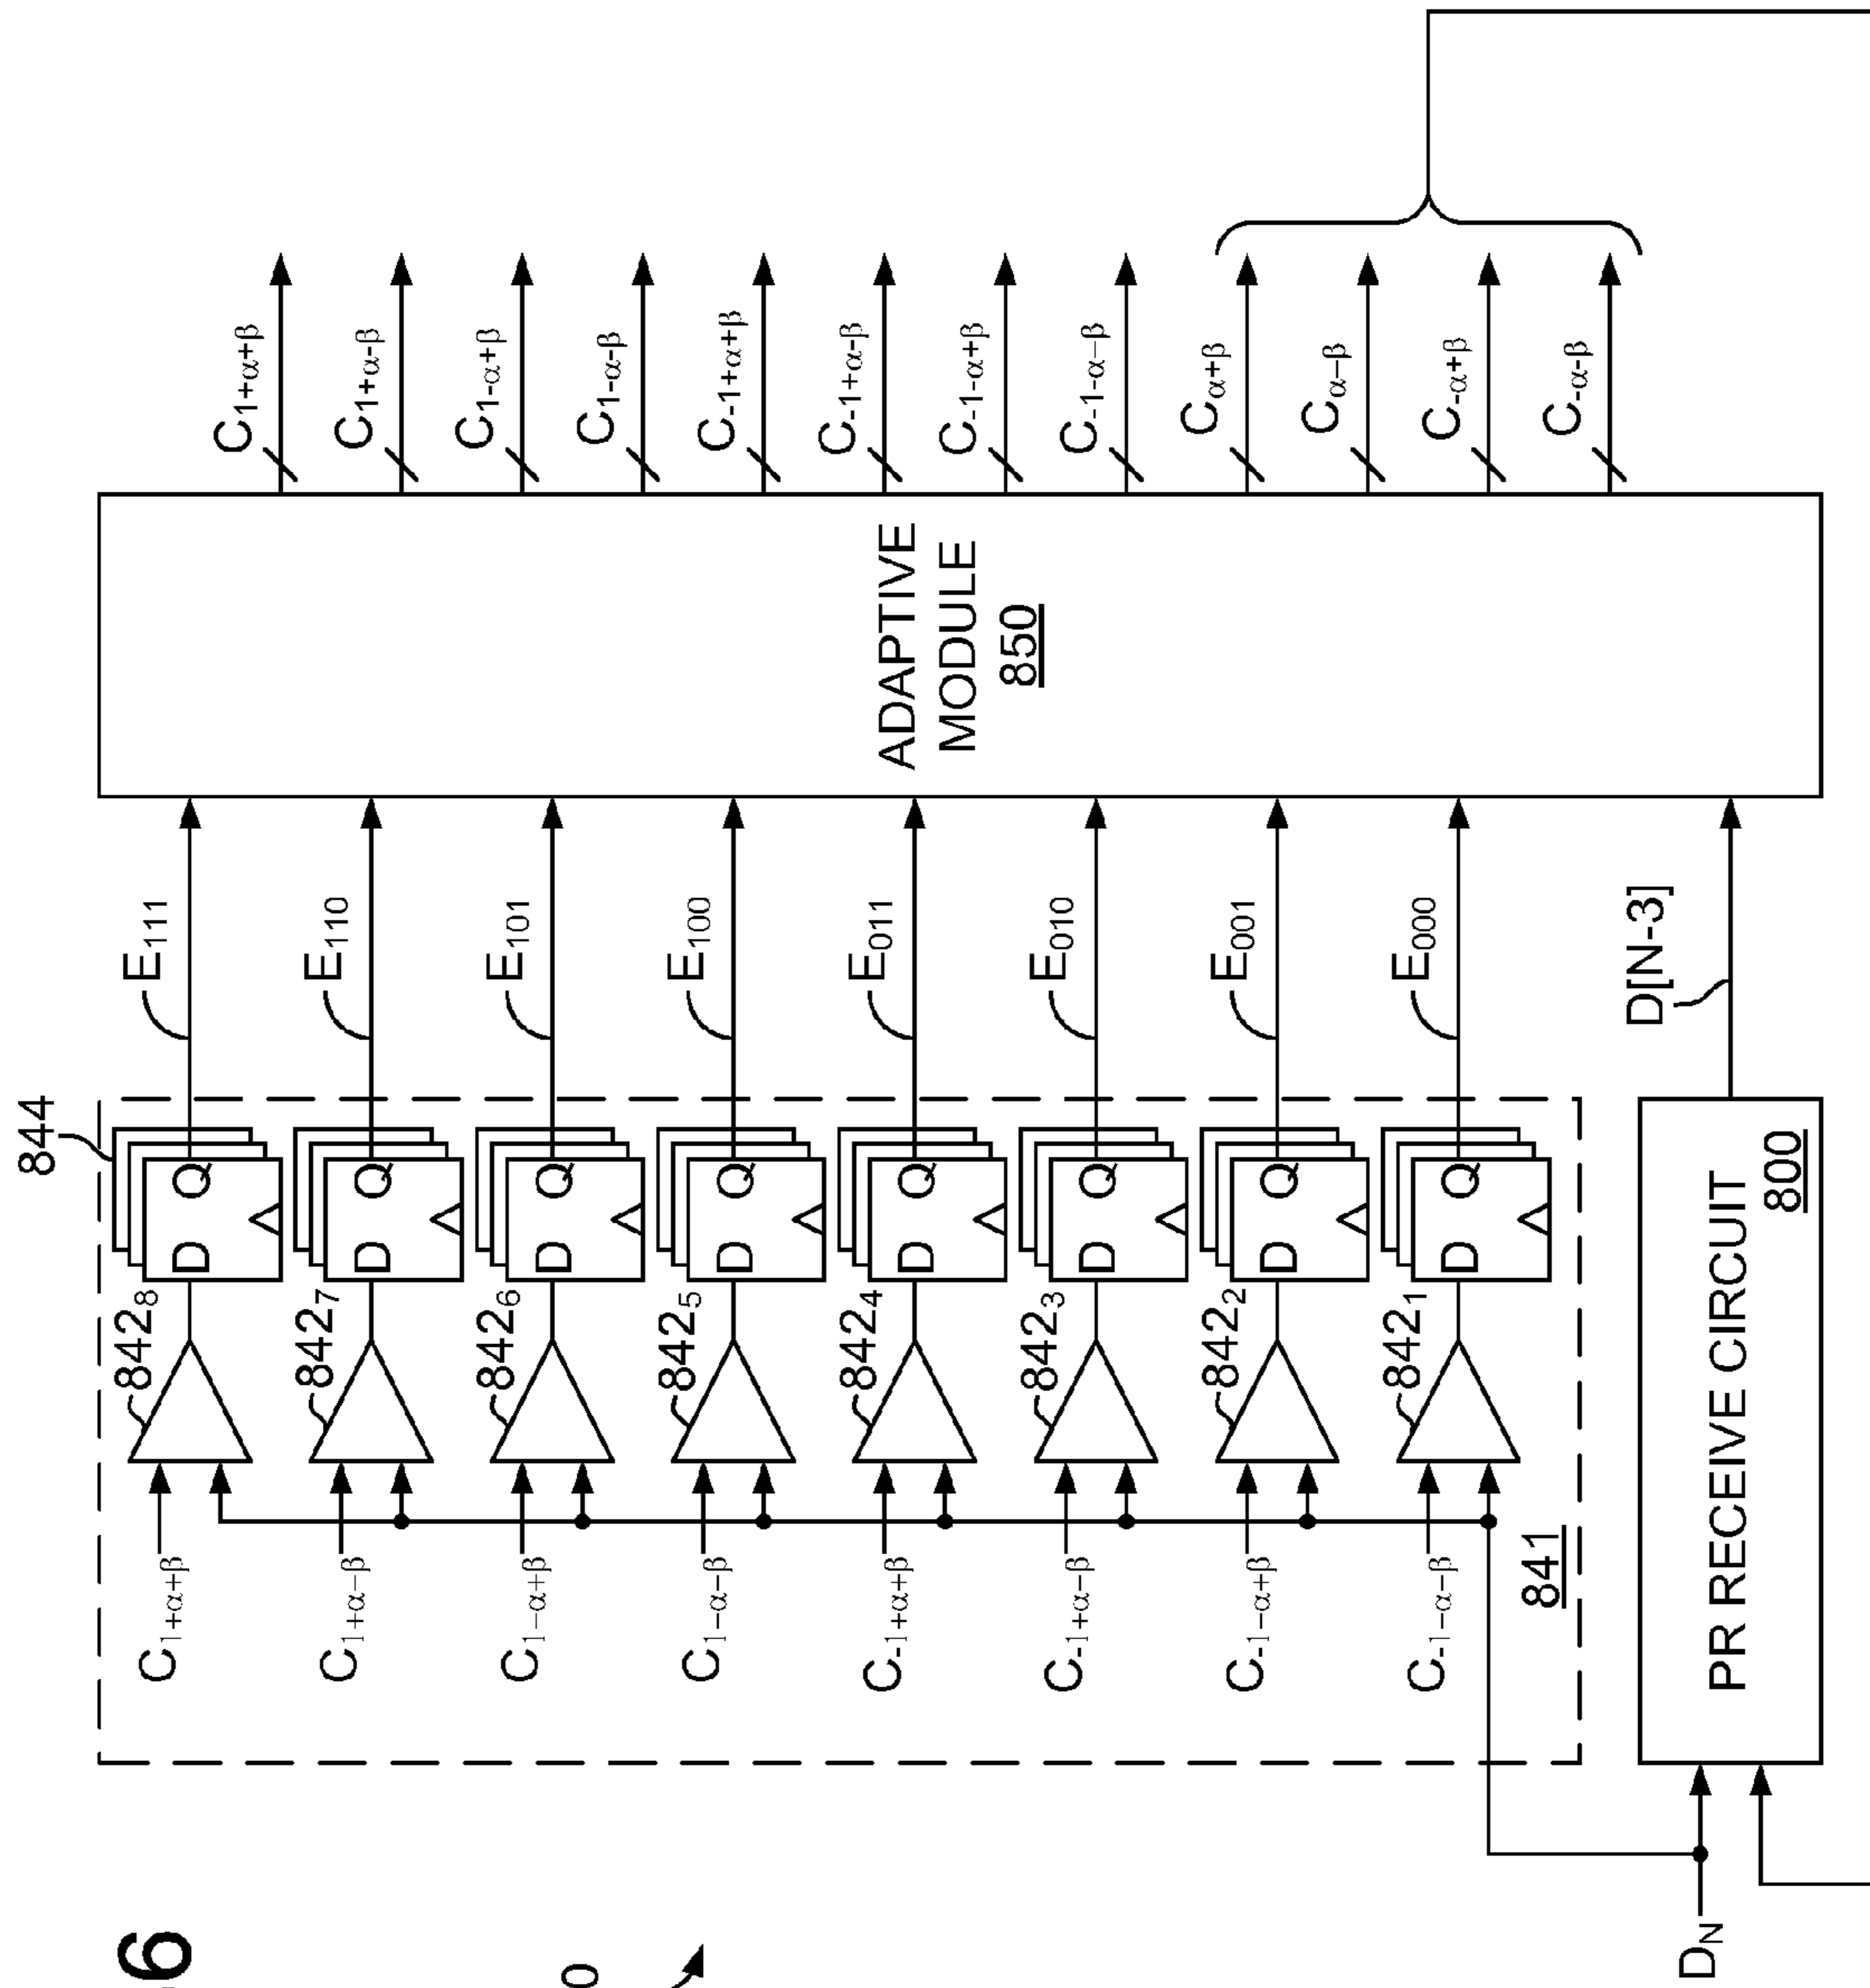 6
0
844
842₈
842₇
842₆
842₅
842₄
842₃
842₂
842₁
D Q
D Q
D Q
D Q
D Q
D Q
D Q
D Q
C₁₊α₊β
C₁₊α₋β
C₁₋α₊β
C₁₋α₋β
C₋₁₊α₊β
C₋₁₊α₋β
C₋₁₋α₊β
C₋₁₋α₋β
841
E₁₁₁
E₁₁₀
E₁₀₁
E₁₀₀
E₀₁₁
E₀₁₀
E₀₀₁
E₀₀₀
D_N
PR RECEIVE CIRCUIT
800
D[N-3]
ADAPTIVE
MODULE
850
C₁₊α₊β
C₁₊α₋β
C₁₋α₊β
C₁₋α₋β
C₋₁₊α₊β
C₋₁₊α₋β
C₋₁₋α₊β
C₋₁₋α₋β
Cα₊β
Cα₋β
C₋α₊β
C₋α₋β